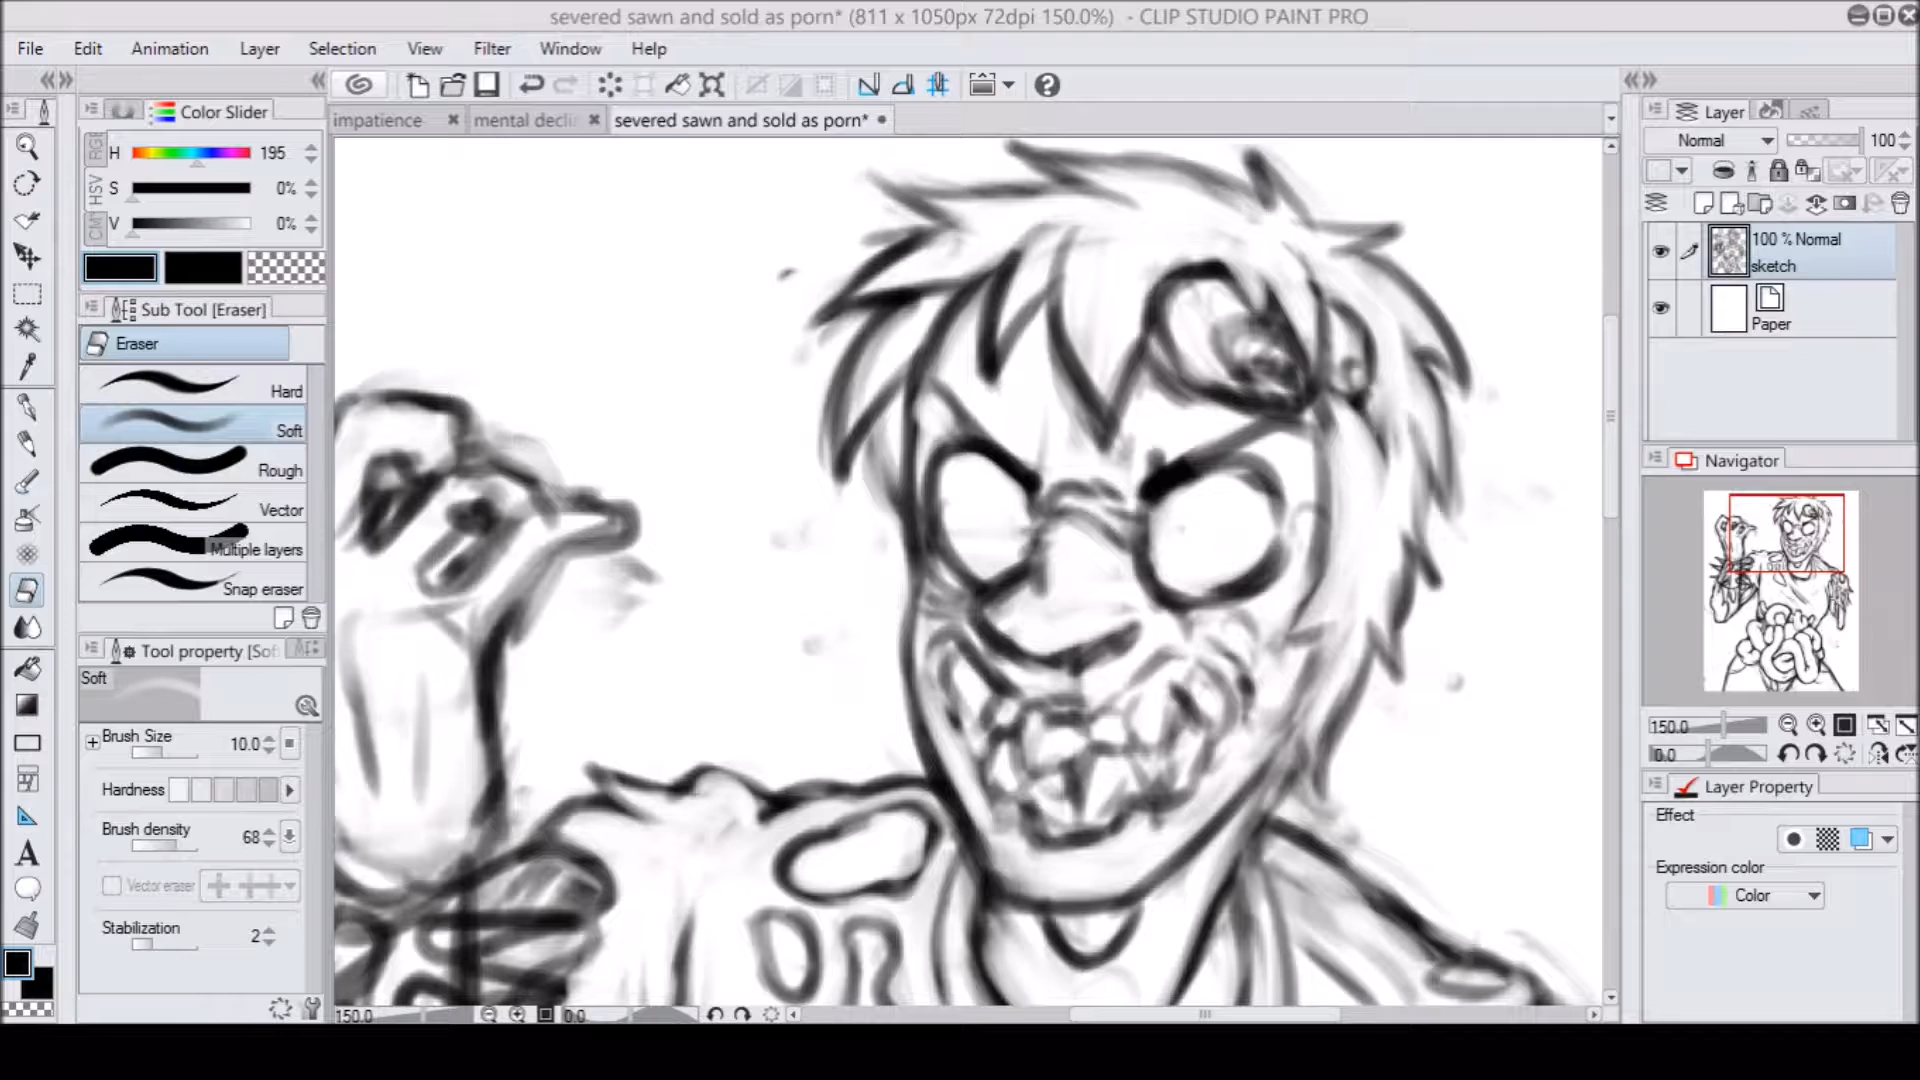 severed sawn and sold as porn* (811 x 1050px 72dpi 150.0%) - CLIP STUDIO PAINT PRO
File Edit Animation Layer Selection View Filter Window Help
Color Slider
impatience
mental decli
severed sawn and sold as porn*
Layer
RG
H 195
HSV
S 0%
CM
V 0%
Normal 100
100 % Normal
sketch
Paper
Sub Tool [Eraser]
Eraser
Hard
Soft
Rough
Vector
Multiple layers
Snap eraser
Navigator
Tool property [Sof
Soft
Brush Size 10.0
Hardness
Brush density 68
Vector eraser
Stabilization 2
150.0
0.0
Layer Property
Effect
Expression color
Color
A
150.0 0.0